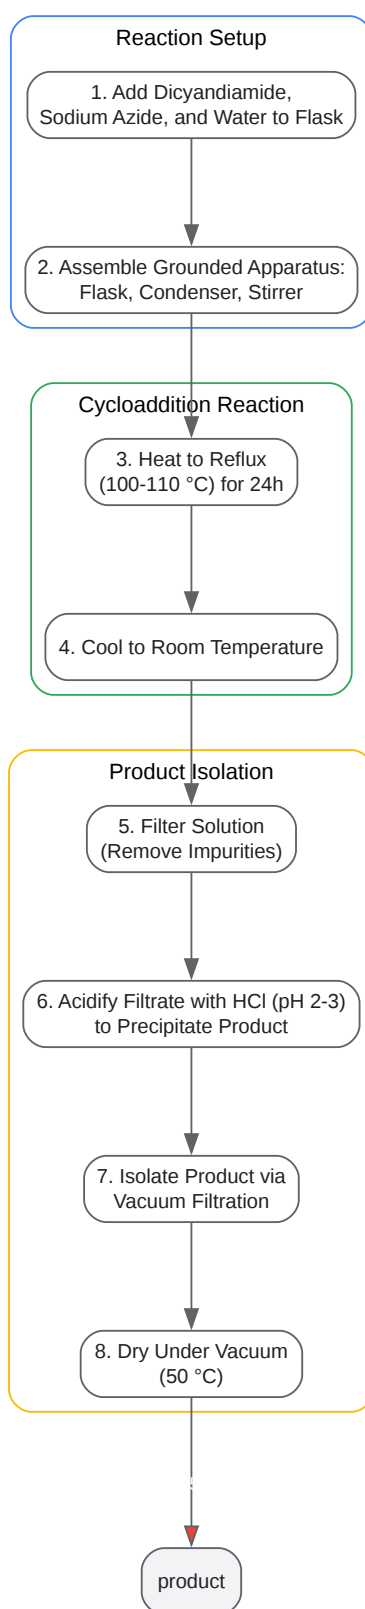 Reaction Setup
1. Add Dicyandiamide,
Sodium Azide, and Water to Flask
2. Assemble Grounded Apparatus:
Flask, Condenser, Stirrer
Cycloaddition Reaction
3. Heat to Reflux
(100-110 °C) for 24h
4. Cool to Room Temperature
Product Isolation
5. Filter Solution
(Remove Impurities)
6. Acidify Filtrate with HCl (pH 2-3)
to Precipitate Product
7. Isolate Product via
Vacuum Filtration
8. Dry Under Vacuum
(50 °C)
product